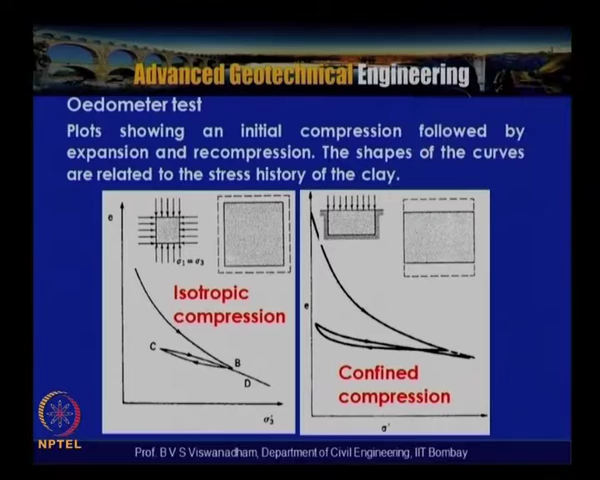 Advanced Geotechnical Engineering
Oedometer test
Plots showing an initial compression followed by
expansion and recompression. The shapes of the curves
are related to the stress history of the clay.
e
σ₁ = σ₃
Isotropic
compression
C
B
D
σ₃'
e
Confined
compression
σ'
NPTEL
Prof. B V S Viswanadham, Department of Civil Engineering, IIT Bombay